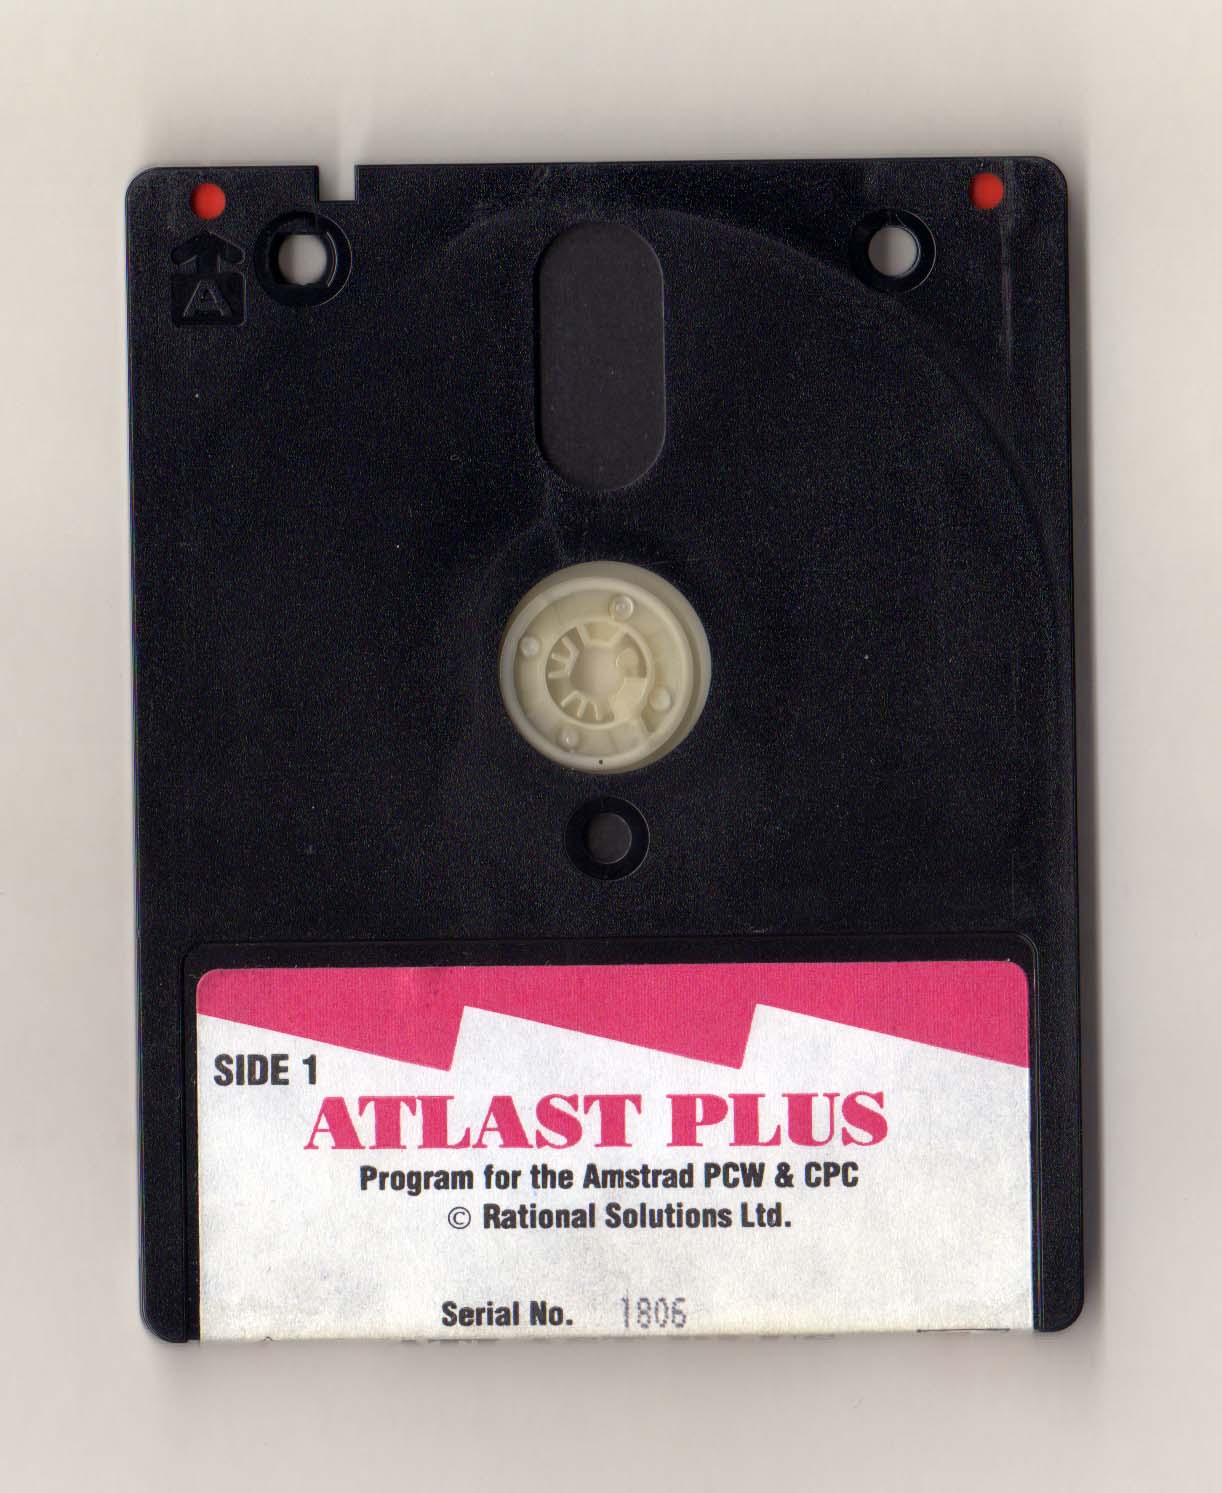 A
SIDE 1
ATLAST PLUS
Program for the Amstrad PCW & CPC
© Rational Solutions Ltd.
Serial No. 1806